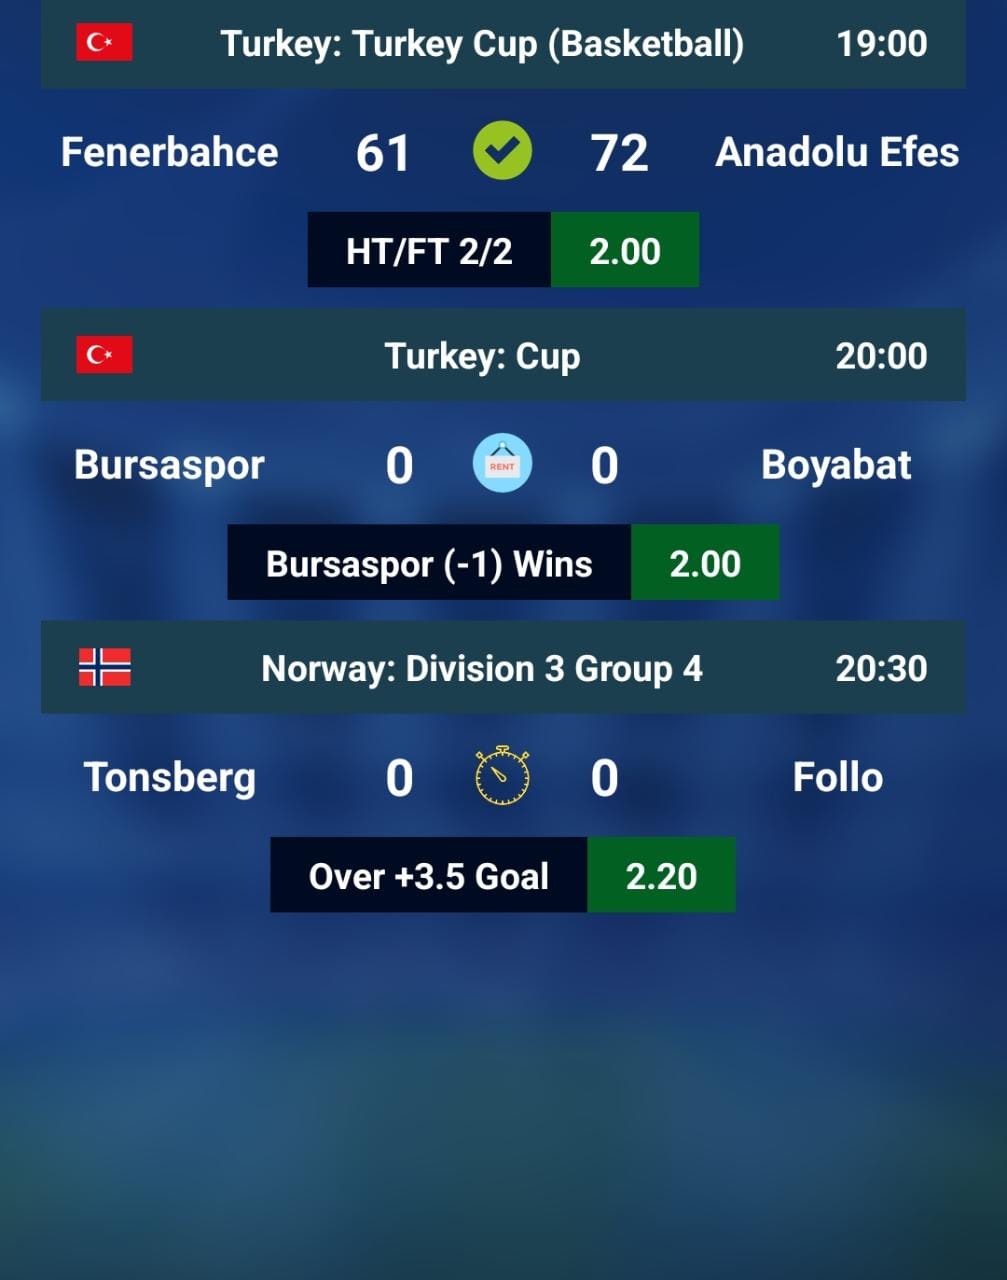 Turkey: Turkey Cup (Basketball) 19:00
Fenerbahce 61 72 Anadolu Efes
HT/FT 2/2 2.00
Turkey: Cup 20:00
Bursaspor 0 RENT 0 Boyabat
Bursaspor (-1) Wins 2.00
Norway: Division 3 Group 4 20:30
Tonsberg 0 0 Follo
Over +3.5 Goal 2.20